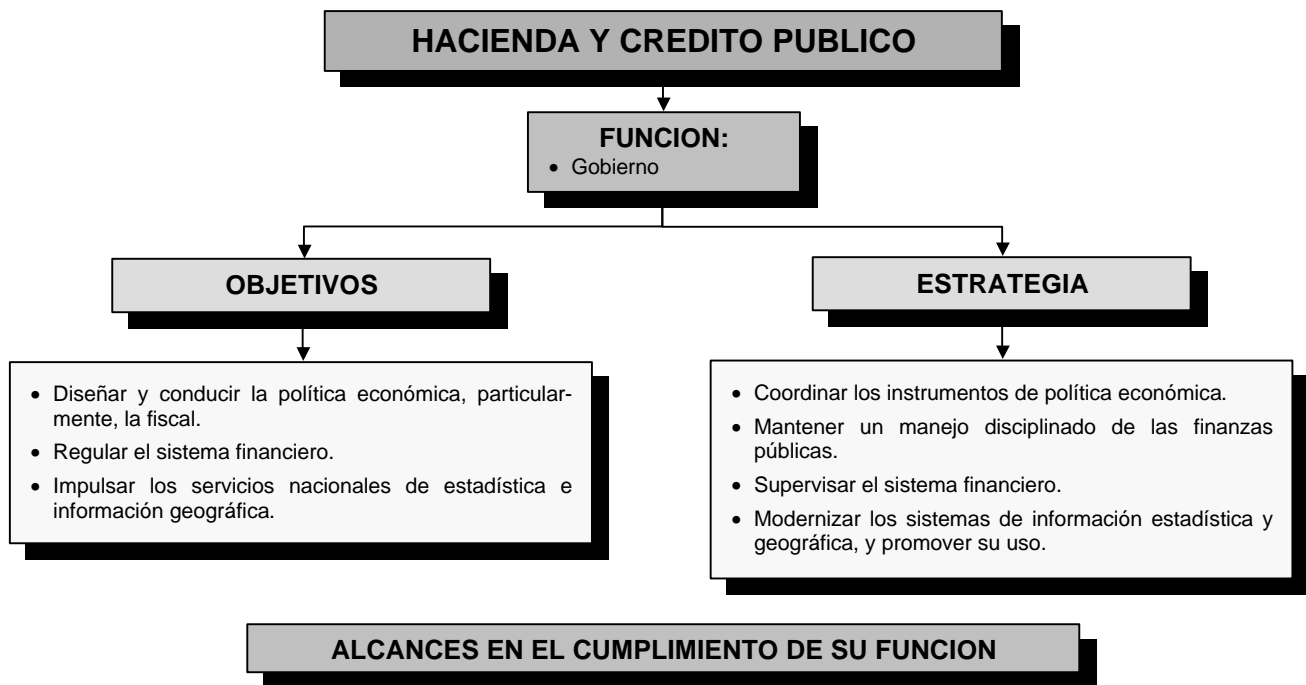 HACIENDA Y CREDITO PUBLICO
FUNCION:
• Gobierno
OBJETIVOS
• Diseñar y conducir la política económica, particular-
mente, la fiscal.
• Regular el sistema financiero.
• Impulsar los servicios nacionales de estadística e
información geográfica.
ESTRATEGIA
• Coordinar los instrumentos de política económica.
• Mantener un manejo disciplinado de las finanzas
públicas.
• Supervisar el sistema financiero.
• Modernizar los sistemas de información estadística y
geográfica, y promover su uso.
ALCANCES EN EL CUMPLIMIENTO DE SU FUNCION